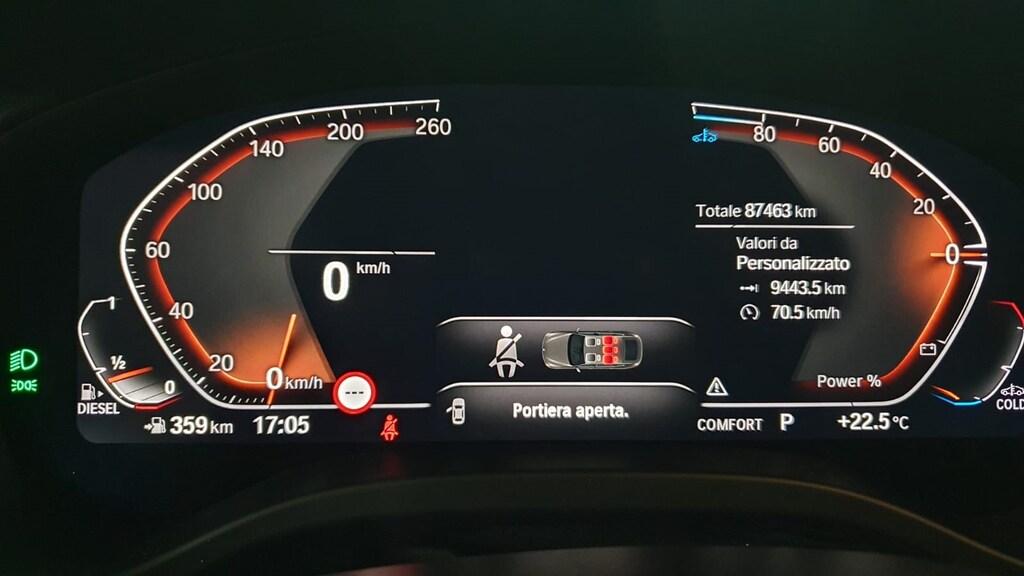 260
200
140
100
60
40
20
0 km/h
0 km/h
1
½
0
DIESEL
359 km
17:05
---
Portiera aperta.
80
60
40
20
0
Totale 87463 km
Valori da
Personalizzato
9443.5 km
70.5 km/h
Power %
COLD
COMFORT P +22.5 °C